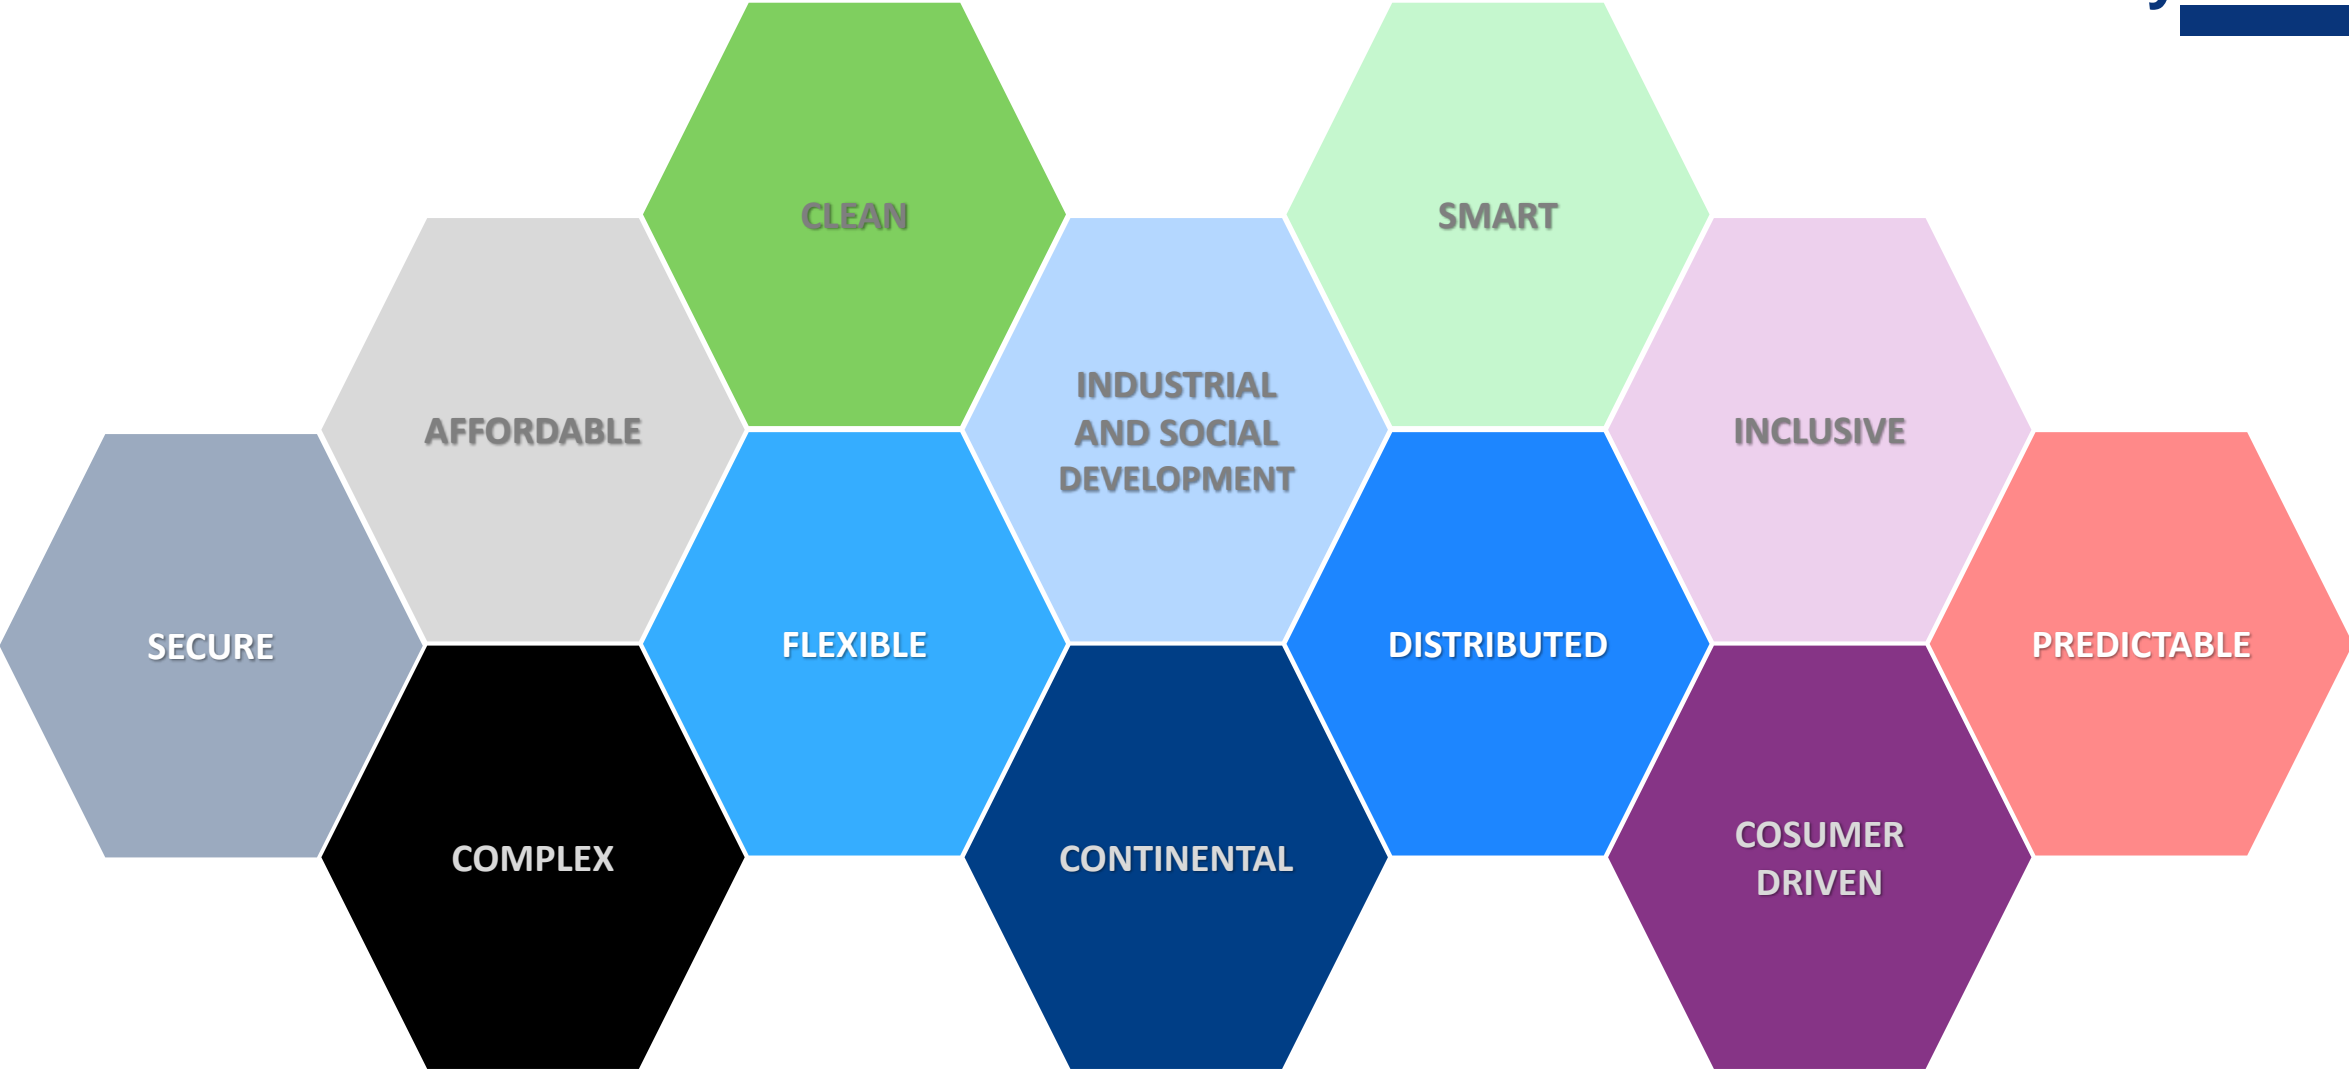 CLEAN
SMART
AFFORDABLE
INDUSTRIAL
AND SOCIAL
DEVELOPMENT
INCLUSIVE
SECURE
FLEXIBLE
DISTRIBUTED
PREDICTABLE
COMPLEX
CONTINENTAL
COSUMER
DRIVEN